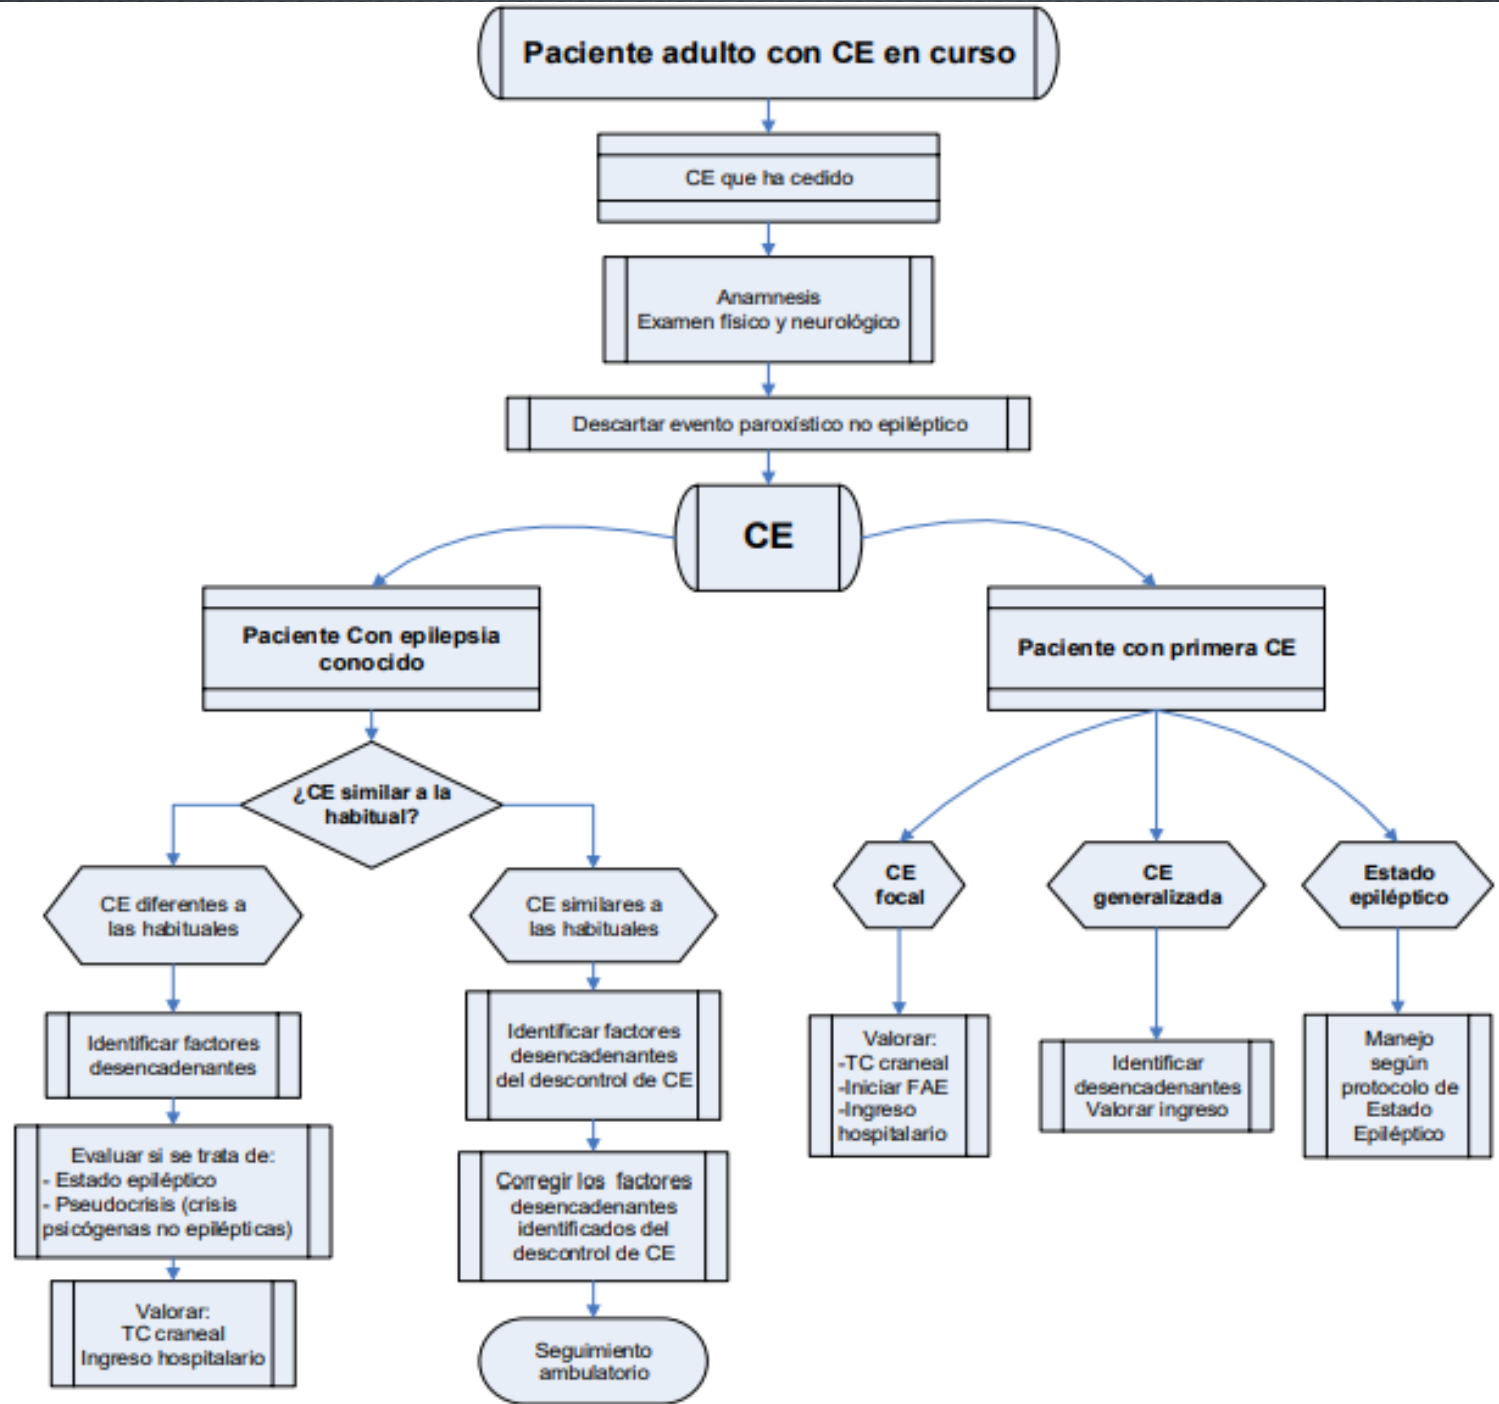 Paciente adulto con CE en curso
CE que ha cedido
Anamnesis
Examen físico y neurológico
Descartar evento paroxístico no epiléptico
CE
Paciente Con epilepsia
conocido
Paciente con primera CE
¿CE similar a la
habitual?
CE diferentes a
las habituales
CE similares a
las habituales
CE
focal
CE
generalizada
Estado
epiléptico
Identificar factores
desencadenantes
Identificar factores
desencadenantes
del descontrol de CE
Valorar:
-TC craneal
-Iniciar FAE
-Ingreso
hospitalario
Identificar
desencadenantes
Valorar ingreso
Manejo
según
protocolo de
Estado
Epiléptico
Evaluar si se trata de:
- Estado epiléptico
- Pseudocrisis (crisis
psicógenas no epilépticas)
Corregir los factores
desencadenantes
identificados del
descontrol de CE
Valorar:
TC craneal
Ingreso hospitalario
Seguimiento
ambulatorio